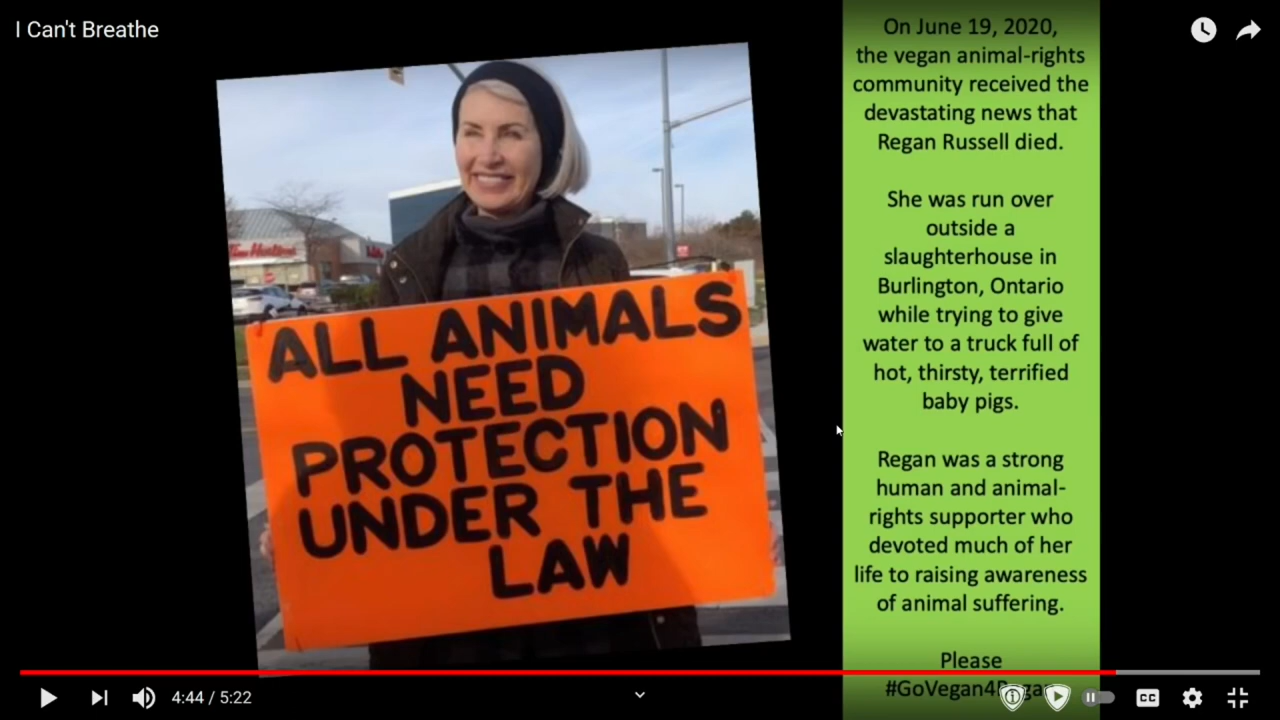 I Can't Breathe
On June 19, 2020,
the vegan animal-rights
community received the
devastating news that
Regan Russell died.
She was run over
outside a
slaughterhouse in
Burlington, Ontario
while trying to give
water to a truck full of
hot, thirsty, terrified
baby pigs.
Regan was a strong
human and animal-
rights supporter who
devoted much of her
life to raising awareness
of animal suffering.
Please
Tim Hortons
ALL ANIMALS
NEED
PROTECTION
UNDER THE
LAW
4:44 / 5:22
CC